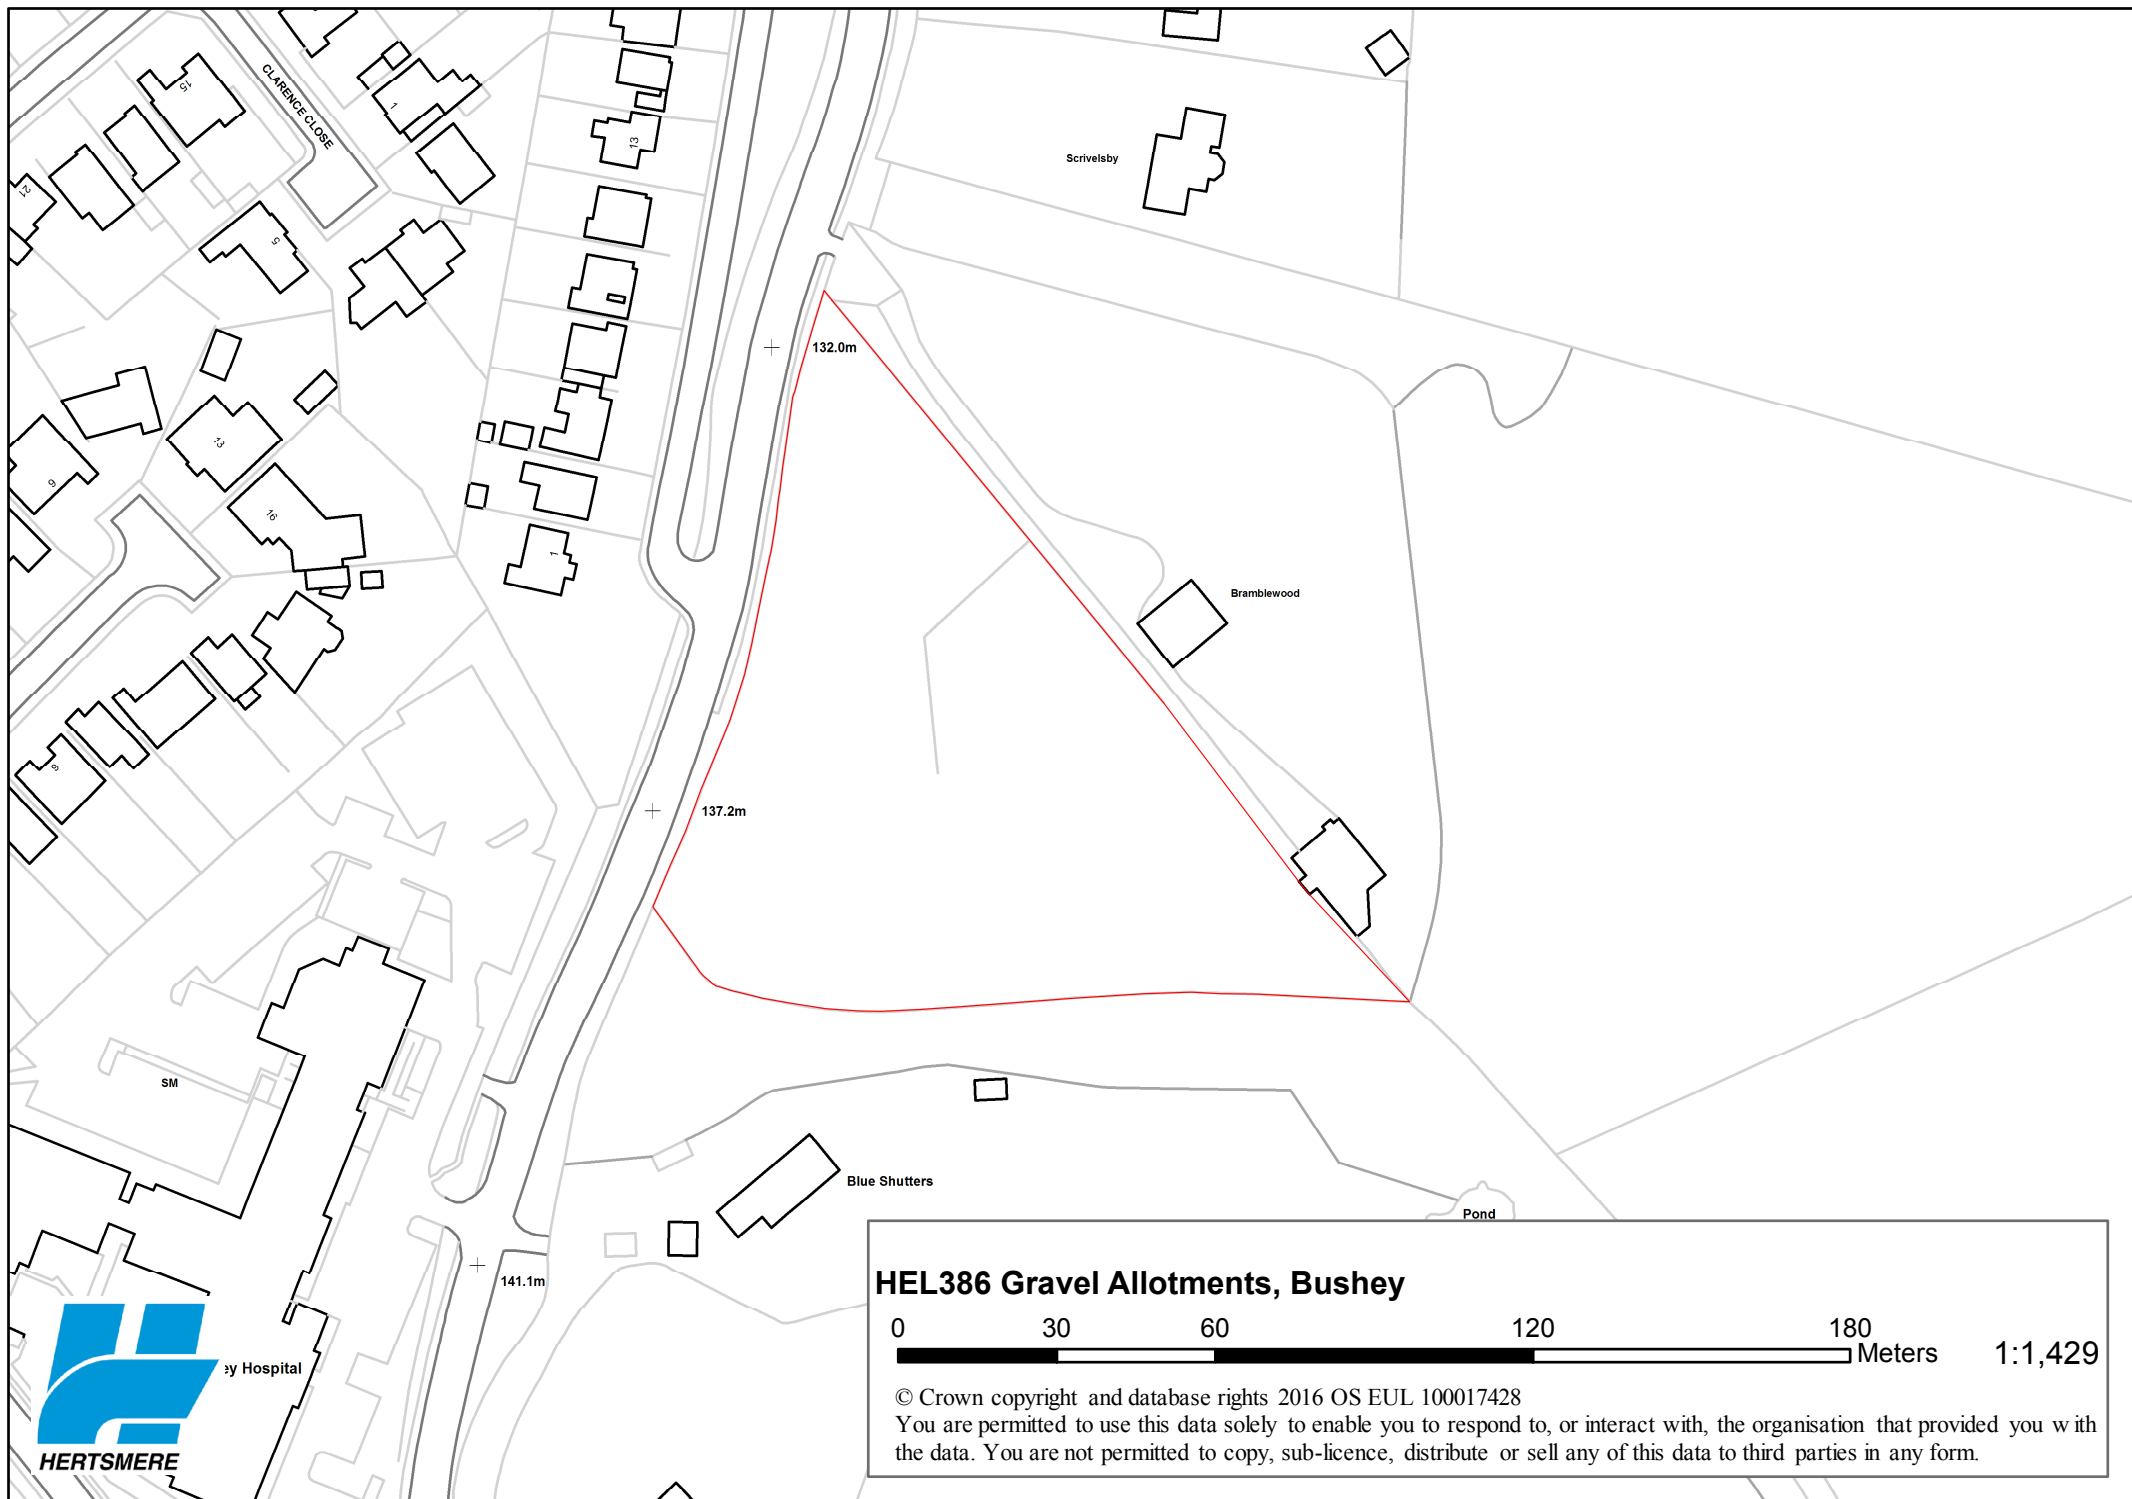 CLARENCE CLOSE
15
1
21
5
13
Scrivelsby
132.0m
13
9
16
1
Bramblewood
8
137.2m
SM
Blue Shutters
Pond
141.1m
ey Hospital
HERTSMERE
HEL386 Gravel Allotments, Bushey
0 30 60 120 180
Meters
1:1,429
© Crown copyright and database rights 2016 OS EUL 100017428
You are permitted to use this data solely to enable you to respond to, or interact with, the organisation that provided you with
the data. You are not permitted to copy, sub-licence, distribute or sell any of this data to third parties in any form.